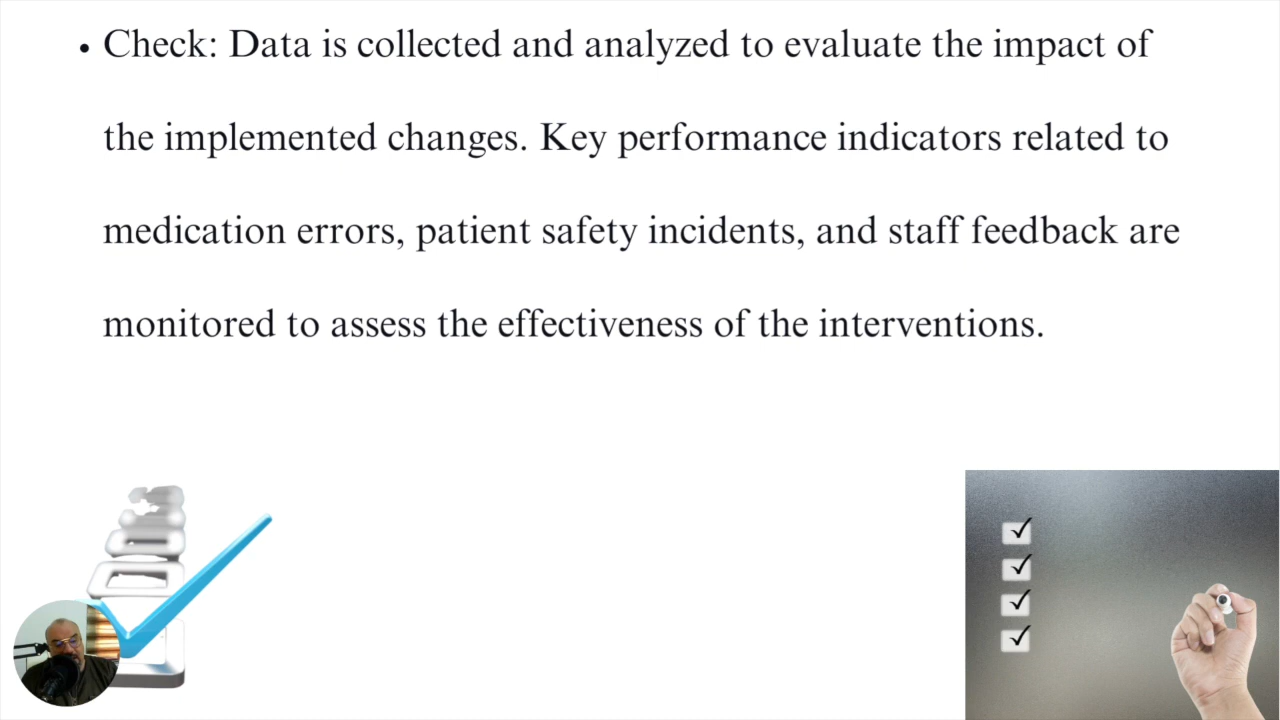 • Check: Data is collected and analyzed to evaluate the impact of
the implemented changes. Key performance indicators related to
medication errors, patient safety incidents, and staff feedback are
monitored to assess the effectiveness of the interventions.